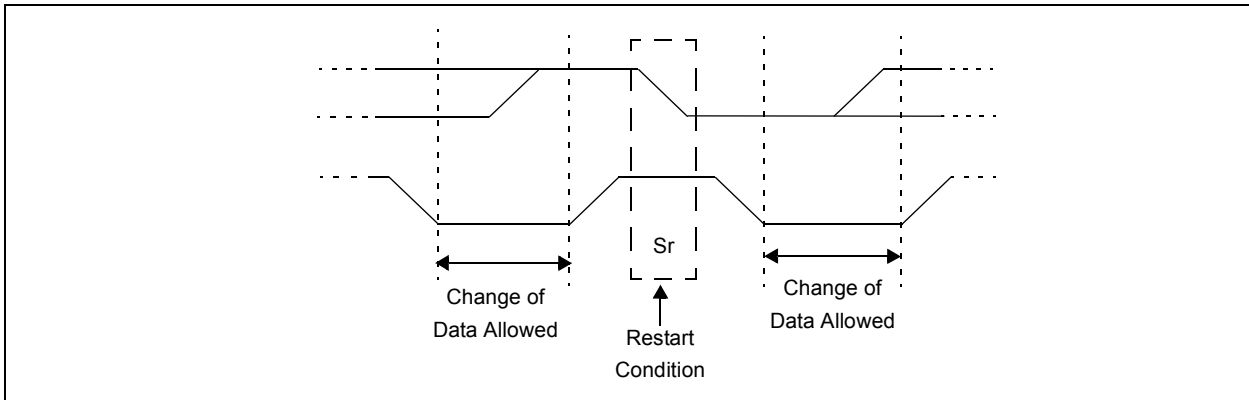 Sr
Change of
Data Allowed
Restart
Condition
Change of
Data Allowed